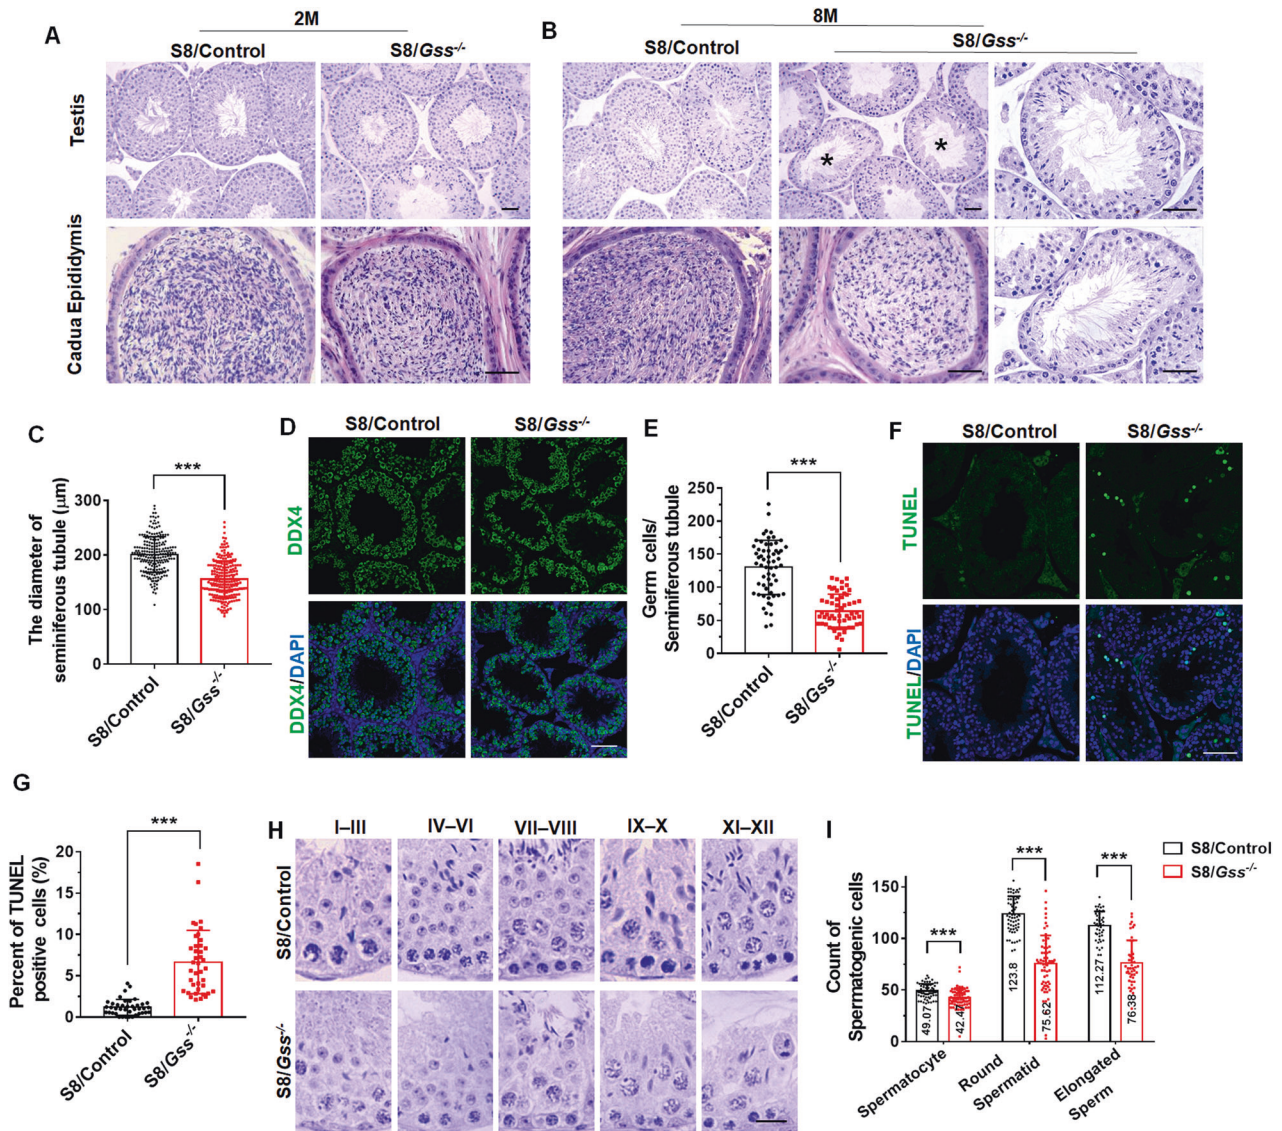 A
2M
S8/Control
S8/Gss-/-
B
8M
S8/Control
S8/Gss-/-
Testis
Cadua Epididymis
*
*
C
***
The diameter of
seminiferous tubule (μm)
300
200
100
0
S8/Control
S8/Gss-/-
D
S8/Control
S8/Gss-/-
DDX4
DDX4/DAPI
E
***
Germ cells/
Seminiferous tubule
250
200
150
100
50
0
S8/Control
S8/Gss-/-
F
S8/Control
S8/Gss-/-
TUNEL
TUNEL/DAPI
G
***
Percent of TUNEL
positive cells (%)
20
15
10
5
0
S8/Control
S8/Gss-/-
H
I–III
IV–VI
VII–VIII
IX–X
XI–XII
S8/Control
S8/Gss-/-
I
S8/Control
S8/Gss-/-
***
***
***
Count of
Spermatogenic cells
150
100
50
0
49.07
42.47
123.8
75.62
112.27
76.38
Spermatocyte
Round
Spermatid
Elongated
Sperm